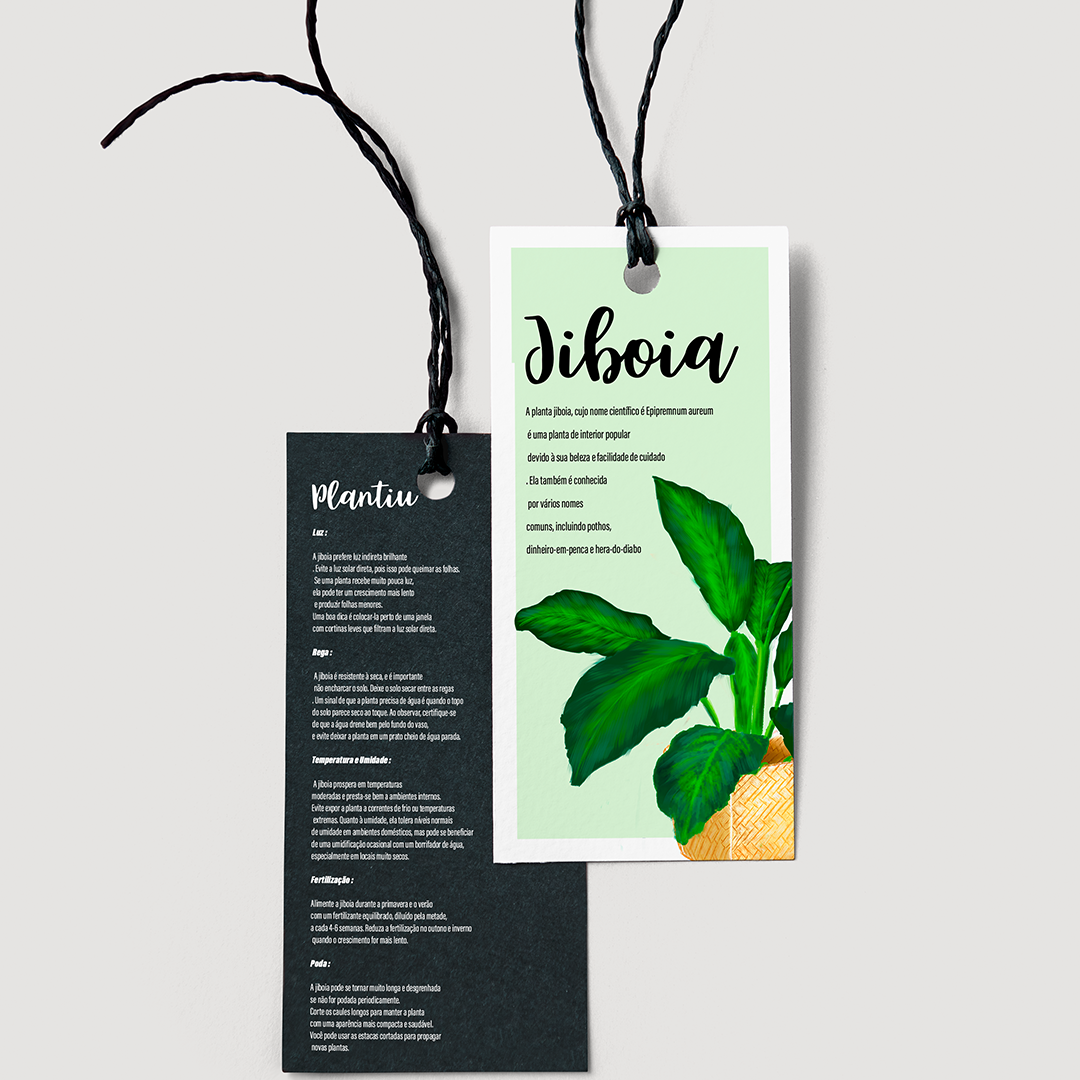 Jiboia
A planta jiboia, cujo nome científico é Epipremnum aureum
é uma planta de interior popular
devido à sua beleza e facilidade de cuidado
. Ela também é conhecida
por vários nomes
comuns, incluindo pothos,
dinheiro-em-penca e hera-do-diabo
Plantiu
Luz :
A jiboia prefere luz indireta brilhante
. Evite a luz solar direta, pois isso pode queimar as folhas.
Se uma planta recebe muito pouca luz,
ela pode ter um crescimento mais lento
e produzir folhas menores.
Uma boa dica é colocar-la perto de uma janela
com cortinas leves que filtram a luz solar direta.
Rega :
A jiboia é resistente à seca, e é importante
não encharcar o solo. Deixe o solo secar entre as regas
. Um sinal de que a planta precisa de água é quando o topo
do solo parece seco ao toque. Ao observar, certifique-se
de que a água drene bem pelo fundo do vaso,
e evite deixar a planta em um prato cheio de água parada.
Temperatura e Umidade :
A jiboia prospera em temperaturas
moderadas e presta-se bem a ambientes internos.
Evite expor a planta a correntes de frio ou temperaturas
extremas. Quanto à umidade, ela tolera níveis normais
de umidade em ambientes domésticos, mas pode se beneficiar
de uma umidificação ocasional com um borrifador de água,
especialmente em locais muito secos.
Fertilização :
Alimente a jiboia durante a primavera e o verão
com um fertilizante equilibrado, diluído pela metade,
a cada 4-6 semanas. Reduza a fertilização no outono e inverno
quando o crescimento for mais lento.
Poda :
A jiboia pode se tornar muito longa e desgrenhada
se não for podada periodicamente.
Corte os caules longos para manter a planta
com uma aparência mais compacta e saudável.
Você pode usar as estacas cortadas para propagar
novas plantas.